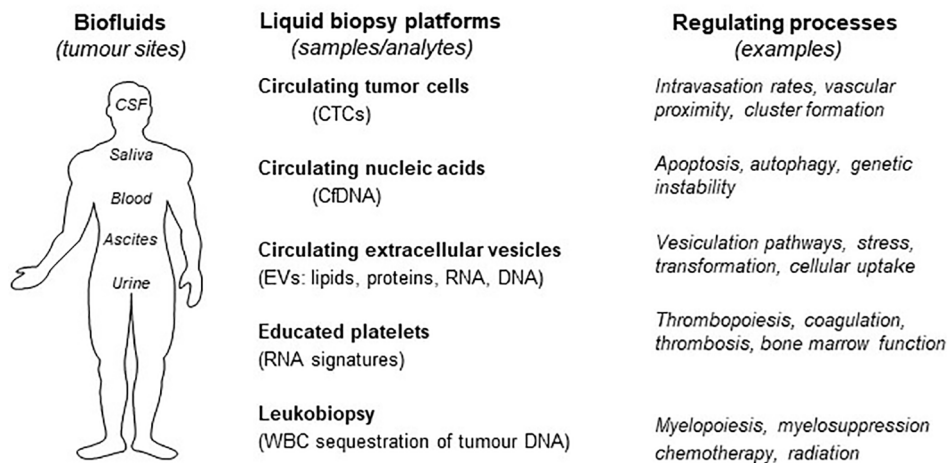 Biofluids
(tumour sites)
CSF
Saliva
Blood
Ascites
Urine
Liquid biopsy platforms
(samples/analytes)
Circulating tumor cells
(CTCs)
Circulating nucleic acids
(CfDNA)
Circulating extracellular vesicles
(EVs: lipids, proteins, RNA, DNA)
Educated platelets
(RNA signatures)
Leukobiopsy
(WBC sequestration of tumour DNA)
Regulating processes
(examples)
Intravasation rates, vascular
proximity, cluster formation
Apoptosis, autophagy, genetic
instability
Vesiculation pathways, stress,
transformation, cellular uptake
Thrombopoiesis, coagulation,
thrombosis, bone marrow function
Myelopoiesis, myelosuppression
chemotherapy, radiation